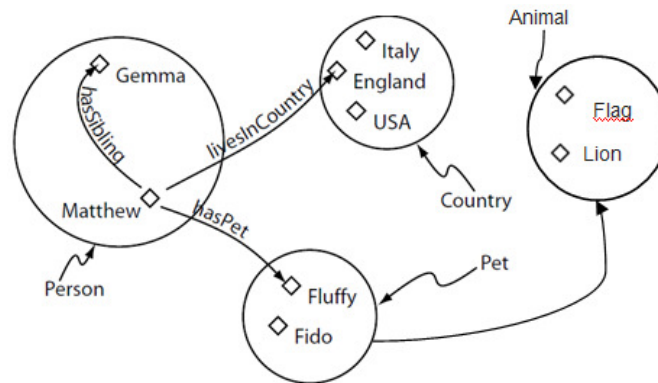 Animal
Italy
Gemma
England
Flag
USA
hasSibling
livesInCountry
Lion
Country
Matthew
hasPet
Pet
Person
Fluffy
Fido